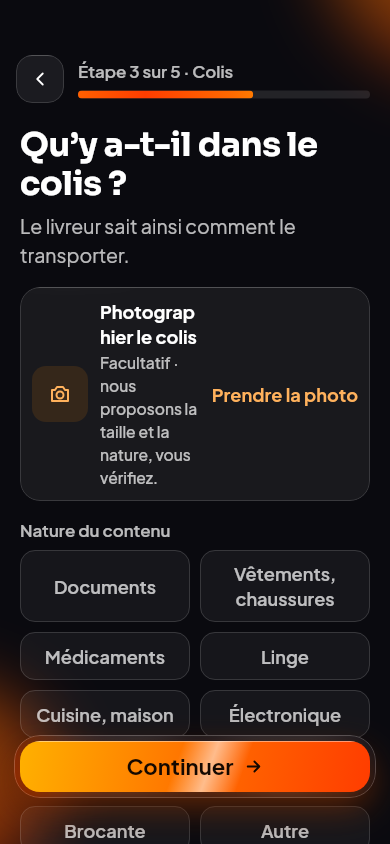 Étape 3 sur 5 · Colis
Qu’y a-t-il dans le
colis ?
Le livreur sait ainsi comment le
transporter.
Photograp
hier le colis
Facultatif ·
nous
proposons la
taille et la
nature, vous
vérifiez.
Prendre la photo
Nature du contenu
Documents
Vêtements,
chaussures
Médicaments
Linge
Cuisine, maison
Électronique
Continuer →
Brocante
Autre